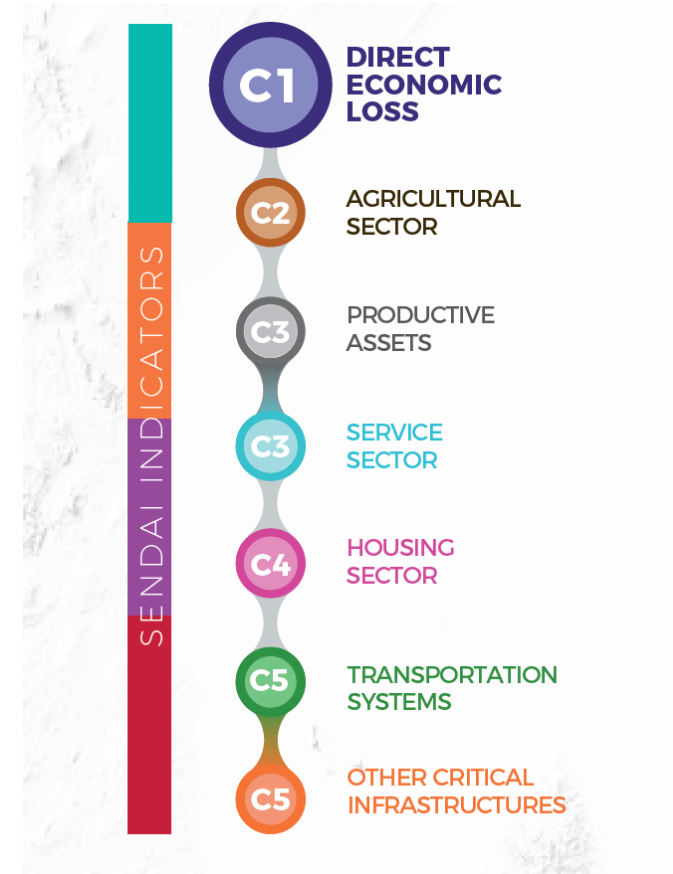 SENDAI INDICATORS
C1
DIRECT
ECONOMIC
LOSS
C2
AGRICULTURAL
SECTOR
C3
PRODUCTIVE
ASSETS
C3
SERVICE
SECTOR
C4
HOUSING
SECTOR
C5
TRANSPORTATION
SYSTEMS
C5
OTHER CRITICAL
INFRASTRUCTURES